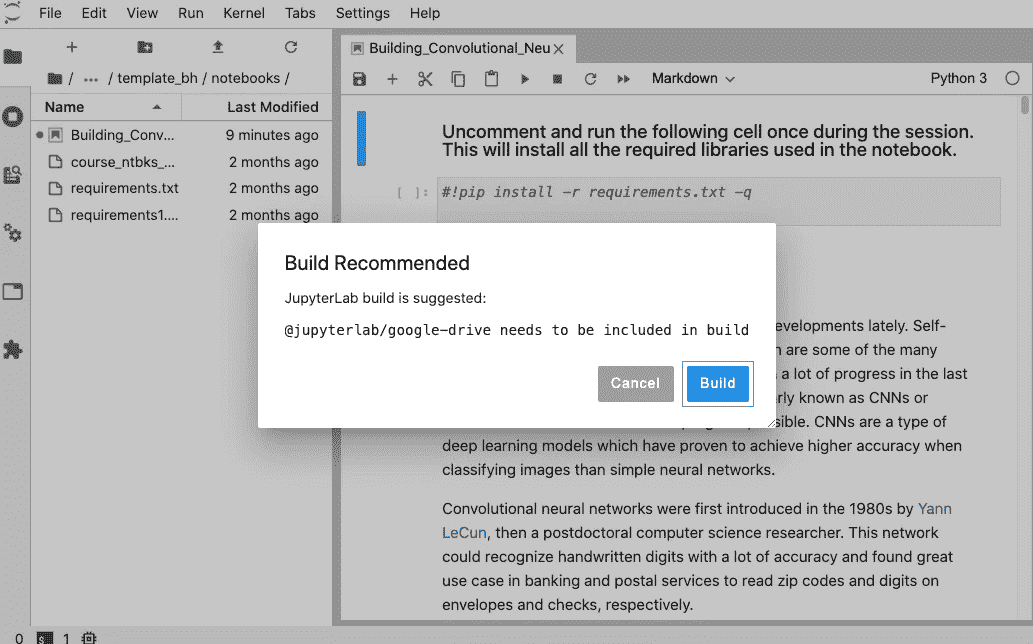 File Edit View Run Kernel Tabs Settings Help
/ ... / template_bh / notebooks /
Name Last Modified
Building_Conv... 9 minutes ago
course_ntbks_... 2 months ago
requirements.txt 2 months ago
requirements1.... 2 months ago
Building_Convolutional_Neu
Markdown Python 3
Uncomment and run the following cell once during the session.
This will install all the required libraries used in the notebook.
[ ]: #!pip install -r requirements.txt -q
Build Recommended
JupyterLab build is suggested:
@jupyterlab/google-drive needs to be included in build
Cancel Build
evelopments lately. Self-
are some of the many
a lot of progress in the last
known as CNNs or
CNNs are a type of
deep learning models which have proven to achieve higher accuracy when
classifying images than simple neural networks.
Convolutional neural networks were first introduced in the 1980s by Yann
LeCun, then a postdoctoral computer science researcher. This network
could recognize handwritten digits with a lot of accuracy and found great
use case in banking and postal services to read zip codes and digits on
envelopes and checks, respectively.
0 $ 1